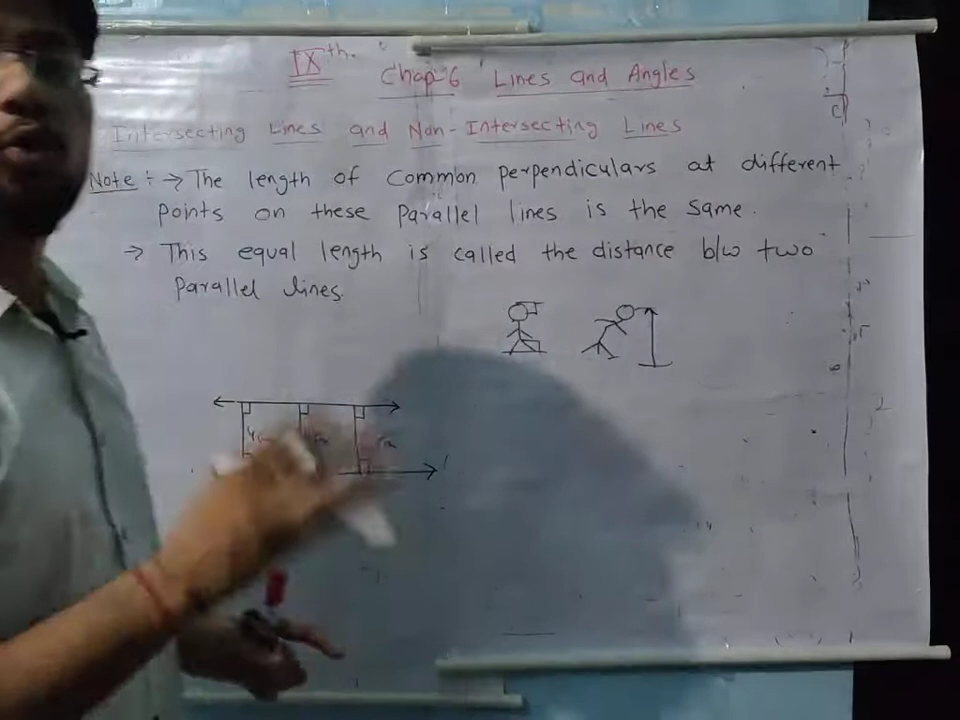 IXth.
Chap-6 Lines and Angles
Intersecting Lines and Non-Intersecting Lines
Note :→ The length of Common perpendiculars at different
Points on these Parallel lines is the same.
→ This equal length is called the distance b/w two
Parallel lines.